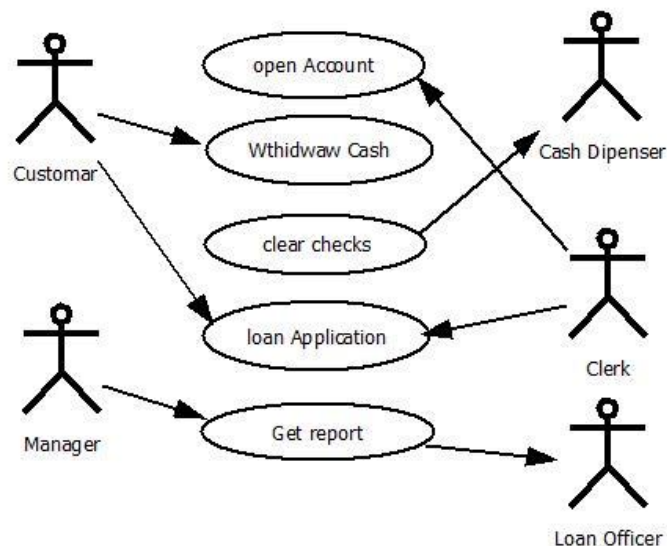 open Account
Wthidwaw Cash
Cash Dipenser
Customar
clear checks
loan Application
Clerk
Manager
Get report
Loan Officer